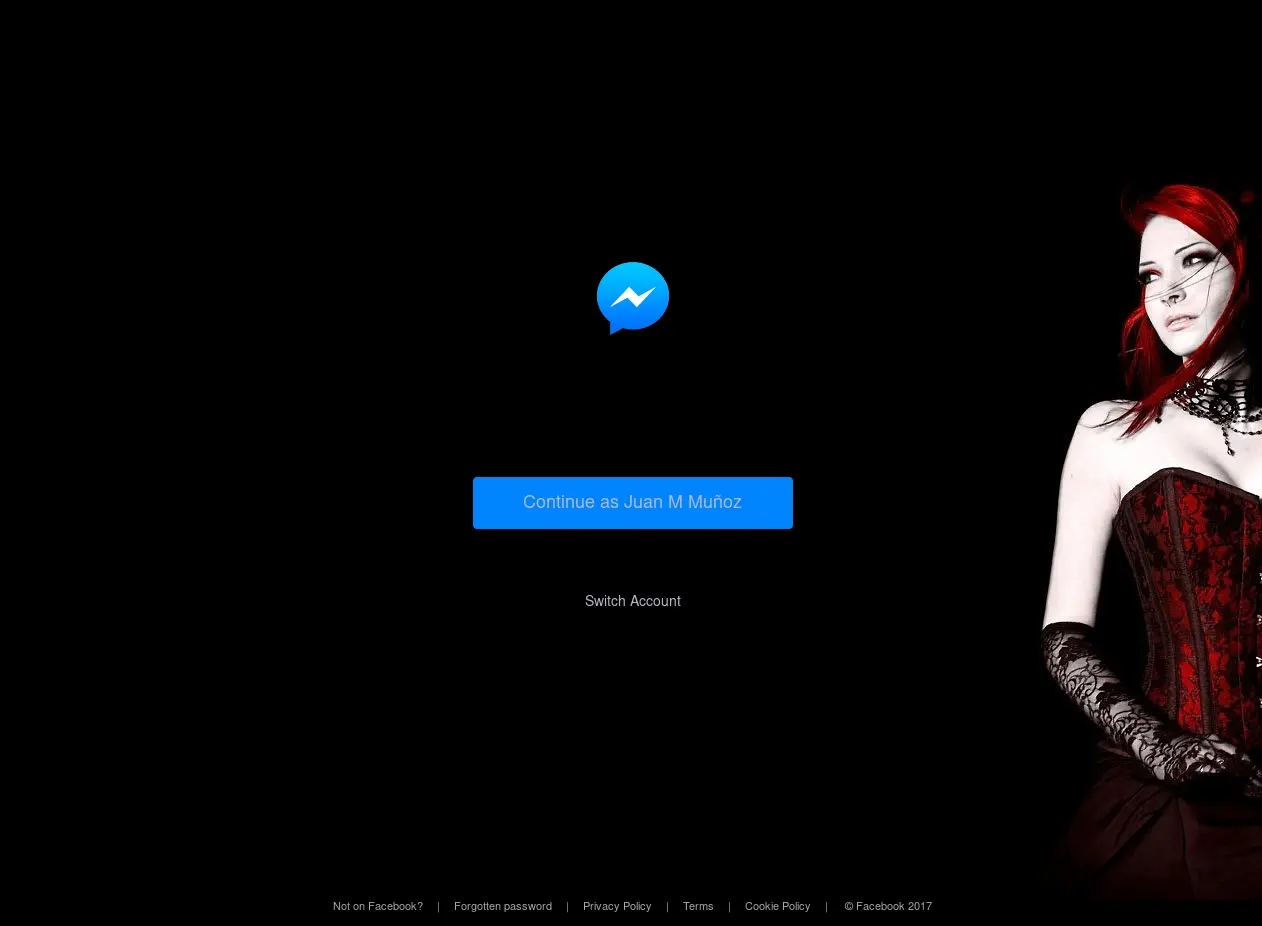 Continue as Juan M Muñoz
Switch Account
Not on Facebook? | Forgotten password | Privacy Policy | Terms | Cookie Policy | © Facebook 2017